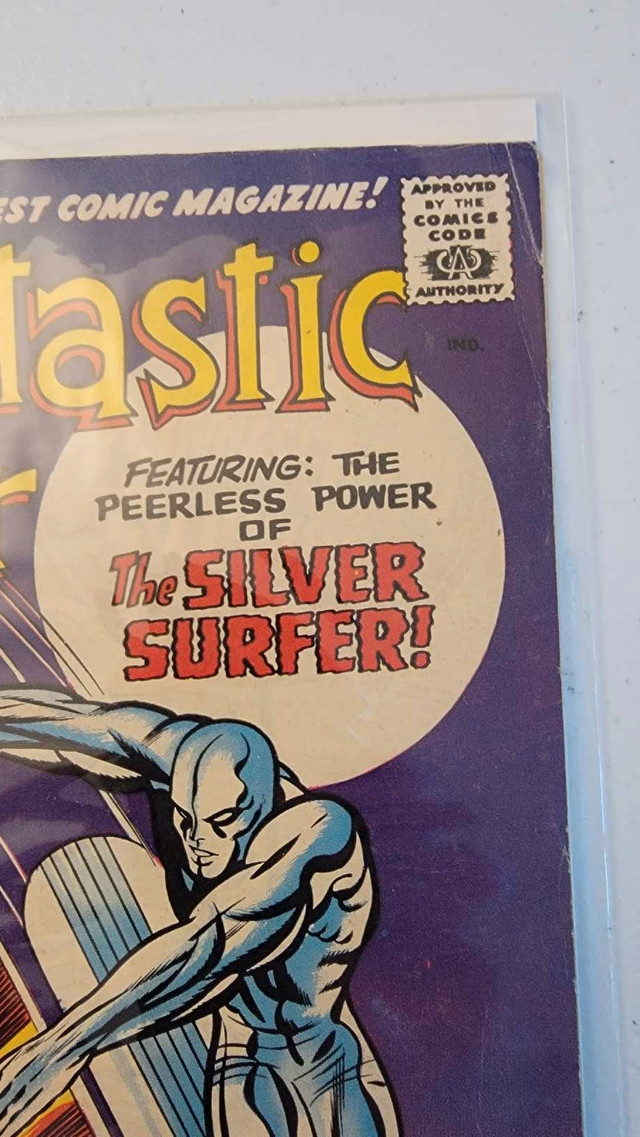 EST COMIC MAGAZINE!
APPROVED
BY THE
COMICS
CODE
CA
AUTHORITY
tastic
IND.
r
FEATURING: THE
PEERLESS POWER
OF
The SILVER
SURFER!